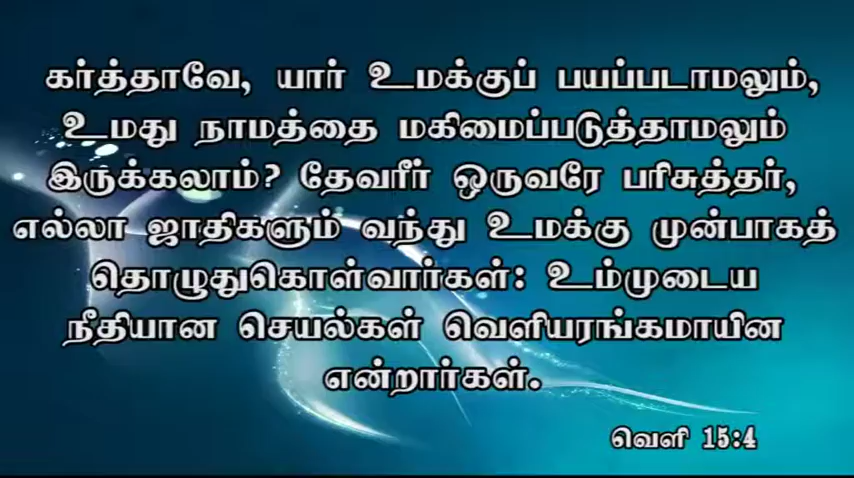 கர்த்தாவே, யார் உமக்குப் பயப்படாமலும்,
உமது நாமத்தை மகிமைப்படுத்தாமலும்
இருக்கலாம்? தேவரீர் ஒருவரே பரிசுத்தர்,
எல்லா ஜாதிகளும் வந்து உமக்கு முன்பாகத்
தொழுதுகொள்வார்கள்: உம்முடைய
நீதியான செயல்கள் வெளியரங்கமாயின
என்றார்கள்.
வெளி 15:4